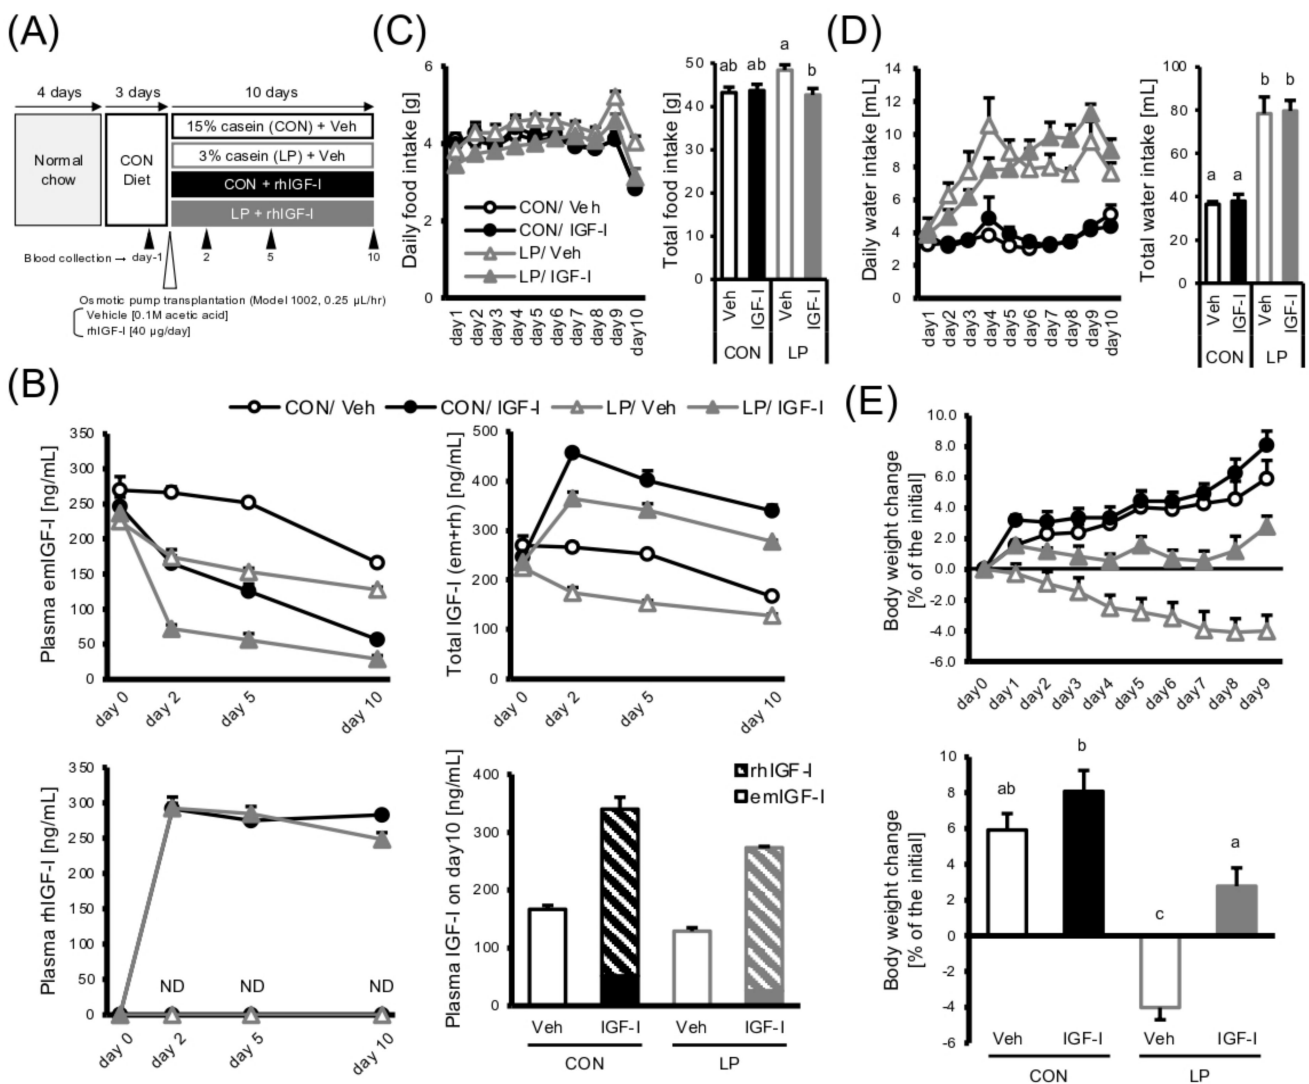 (A)
4 days
3 days
10 days
Normal
chow
CON
Diet
15% casein (CON) + Veh
3% casein (LP) + Veh
CON + rhIGF-I
LP + rhIGF-I
Blood collection → day-1
2
5
10
Osmotic pump transplantation (Model 1002, 0.25 µL/hr)
Vehicle [0.1M acetic acid]
rhIGF-I [40 µg/day]
(C)
Daily food intake [g]
6
4
2
0
CON/ Veh
CON/ IGF-I
LP/ Veh
LP/ IGF-I
day1
day2
day3
day4
day5
day6
day7
day8
day9
day10
Total food intake [g]
50
40
30
20
10
0
ab
ab
a
b
Veh
IGF-I
Veh
IGF-I
CON
LP
(D)
Daily water intake [mL]
14
12
10
8
6
4
2
0
day1
day2
day3
day4
day5
day6
day7
day8
day9
day10
Total water intake [mL]
100
80
60
40
20
0
a
a
b
b
Veh
IGF-I
Veh
IGF-I
CON
LP
(B)
CON/ Veh
CON/ IGF-I
LP/ Veh
LP/ IGF-I
Plasma emIGF-I [ng/mL]
350
300
250
200
150
100
50
0
day 0
day 2
day 5
day 10
Total IGF-I (em+rh) [ng/mL]
500
400
300
200
100
0
day 0
day 2
day 5
day 10
Plasma rhIGF-I [ng/mL]
350
300
250
200
150
100
50
0
ND
ND
ND
day 0
day 2
day 5
day 10
Plasma IGF-I on day10 [ng/mL]
400
300
200
100
0
rhIGF-I
emIGF-I
Veh
IGF-I
Veh
IGF-I
CON
LP
(E)
Body weight change
[% of the initial]
10.0
8.0
6.0
4.0
2.0
0.0
-2.0
-4.0
-6.0
day0
day1
day2
day3
day4
day5
day6
day7
day8
day9
Body weight change
[% of the initial]
10
8
6
4
2
0
-2
-4
-6
ab
b
c
a
Veh
IGF-I
Veh
IGF-I
CON
LP